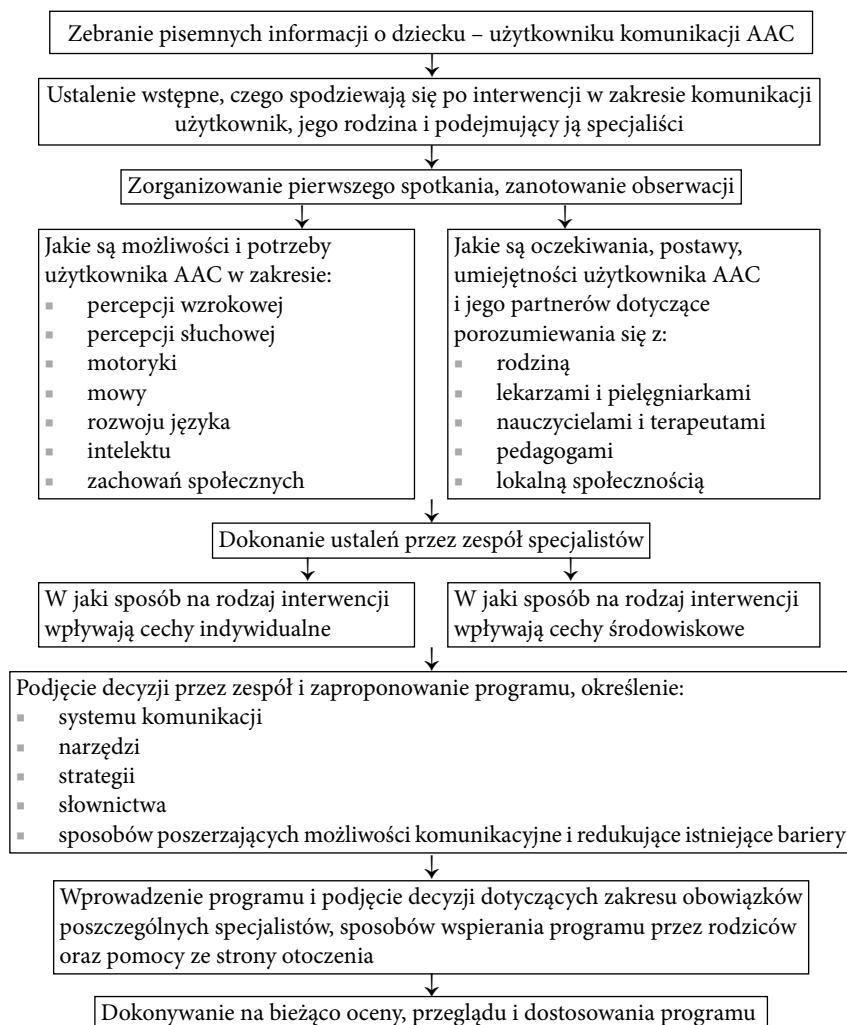 Zebranie pisemnych informacji o dziecku – użytkowniku komunikacji AAC
Ustalenie wstępne, czego spodziewają się po interwencji w zakresie komunikacji
użytkownik, jego rodzina i podejmujący ją specjaliści
Zorganizowanie pierwszego spotkania, zanotowanie obserwacji
Jakie są możliwości i potrzeby
użytkownika AAC w zakresie:
percepcji wzrokowej
percepcji słuchowej
motoryki
mowy
rozwoju języka
intelektu
zachowań społecznych
Jakie są oczekiwania, postawy,
umiejętności użytkownika AAC
i jego partnerów dotyczące
porozumiewania się z:
rodziną
lekarzami i pielęgniarkami
nauczycielami i terapeutami
pedagogami
lokalną społecznością
Dokonanie ustaleń przez zespół specjalistów
W jaki sposób na rodzaj interwencji
wpływają cechy indywidualne
W jaki sposób na rodzaj interwencji
wpływają cechy środowiskowe
Podjęcie decyzji przez zespół i zaproponowanie programu, określenie:
systemu komunikacji
narzędzi
strategii
słownictwa
sposobów poszerzających możliwości komunikacyjne i redukujące istniejące bariery
Wprowadzenie programu i podjęcie decyzji dotyczących zakresu obowiązków
poszczególnych specjalistów, sposobów wspierania programu przez rodziców
oraz pomocy ze strony otoczenia
Dokonywanie na bieżąco oceny, przeglądu i dostosowania programu